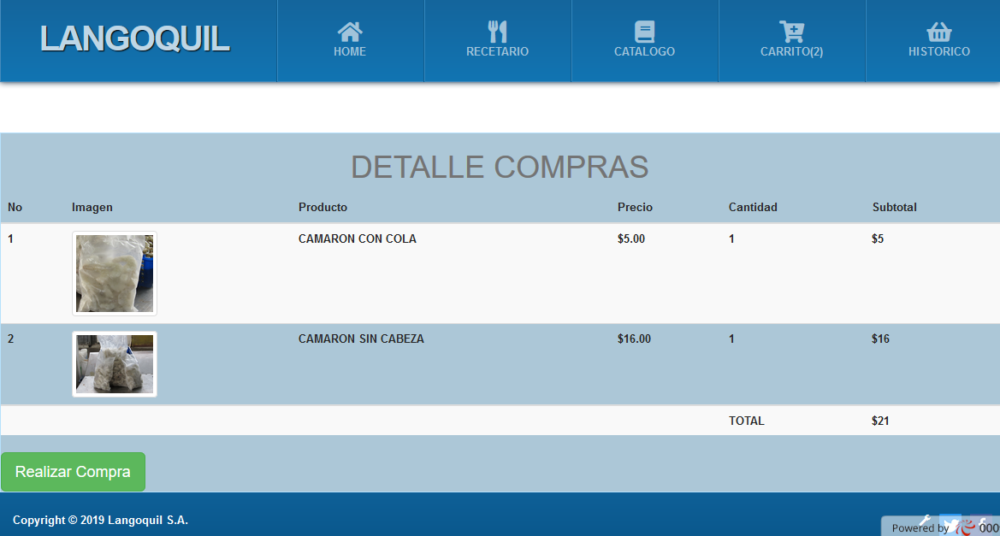 LANGOQUIL
HOME
RECETARIO
CATALOGO
CARRITO(2)
HISTORICO
DETALLE COMPRAS
No Imagen Producto Precio Cantidad Subtotal
1 CAMARON CON COLA $5.00 1 $5
2 CAMARON SIN CABEZA $16.00 1 $16
TOTAL $21
Realizar Compra
Copyright © 2019 Langoquil S.A.
Powered by 000